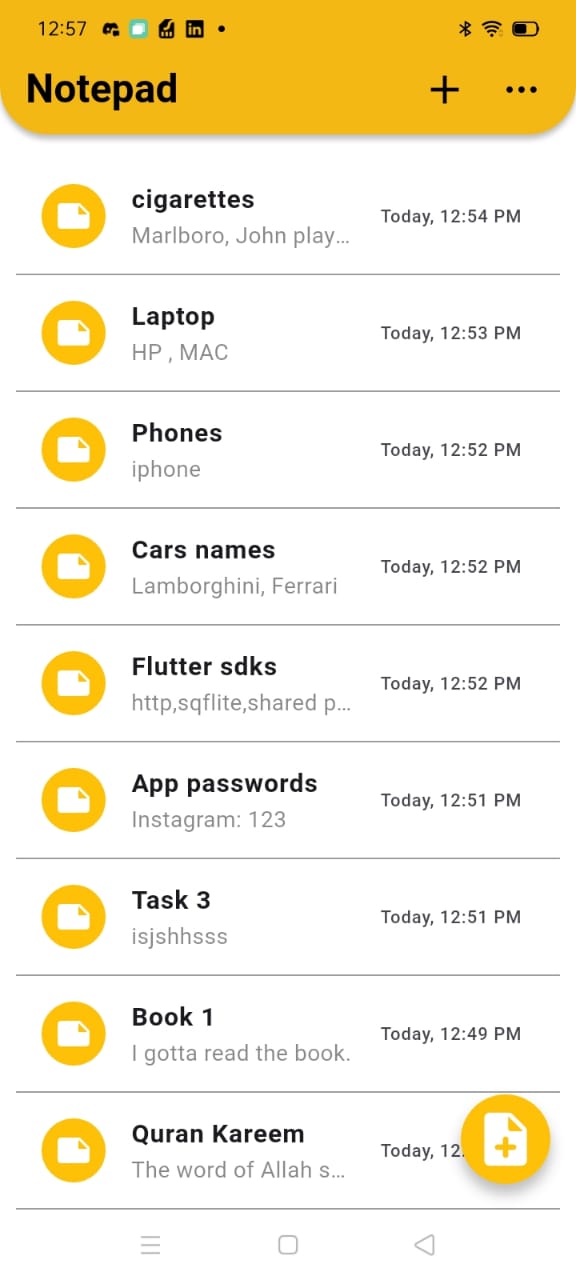 12:57
Notepad
cigarettes
Marlboro, John play...
Today, 12:54 PM
Laptop
HP , MAC
Today, 12:53 PM
Phones
iphone
Today, 12:52 PM
Cars names
Lamborghini, Ferrari
Today, 12:52 PM
Flutter sdks
http,sqflite,shared p...
Today, 12:52 PM
App passwords
Instagram: 123
Today, 12:51 PM
Task 3
isjshhsss
Today, 12:51 PM
Book 1
I gotta read the book.
Today, 12:49 PM
Quran Kareem
The word of Allah s...
Today, 12